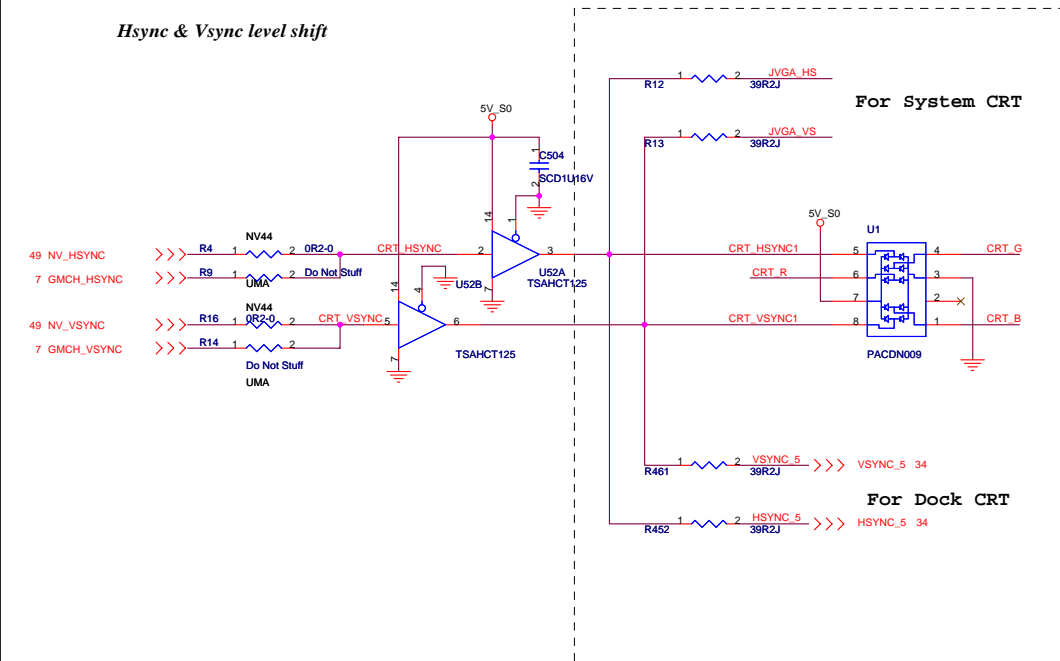 Hsync & Vsync level shift
R12
1
2
JVGA_HS
39R2J
For System CRT
5V_S0
R13
1
2
JVGA_VS
39R2J
1
C504
SCD1U16V
2
14
1
5V_S0
U1
49 NV_HSYNC
R4
1
NV44
2
0R2-0
CRT_HSYNC
2
3
CRT_HSYNC1
5
4
CRT_G
7 GMCH_HSYNC
R9
1
2
Do Not Stuff
UMA
U52A
TSAHCT125
7
14
4
U52B
CRT_R
6
3
7
2
NV44
49 NV_VSYNC
R16
1
0R2-0
2
CRT_VSYNC
5
6
CRT_VSYNC1
8
1
CRT_B
7 GMCH_VSYNC
R14
1
2
Do Not Stuff
UMA
7
TSAHCT125
PACDN009
R461
1
2
VSYNC_5
39R2J
VSYNC_5 34
For Dock CRT
R452
1
2
HSYNC_5
39R2J
HSYNC_5 34